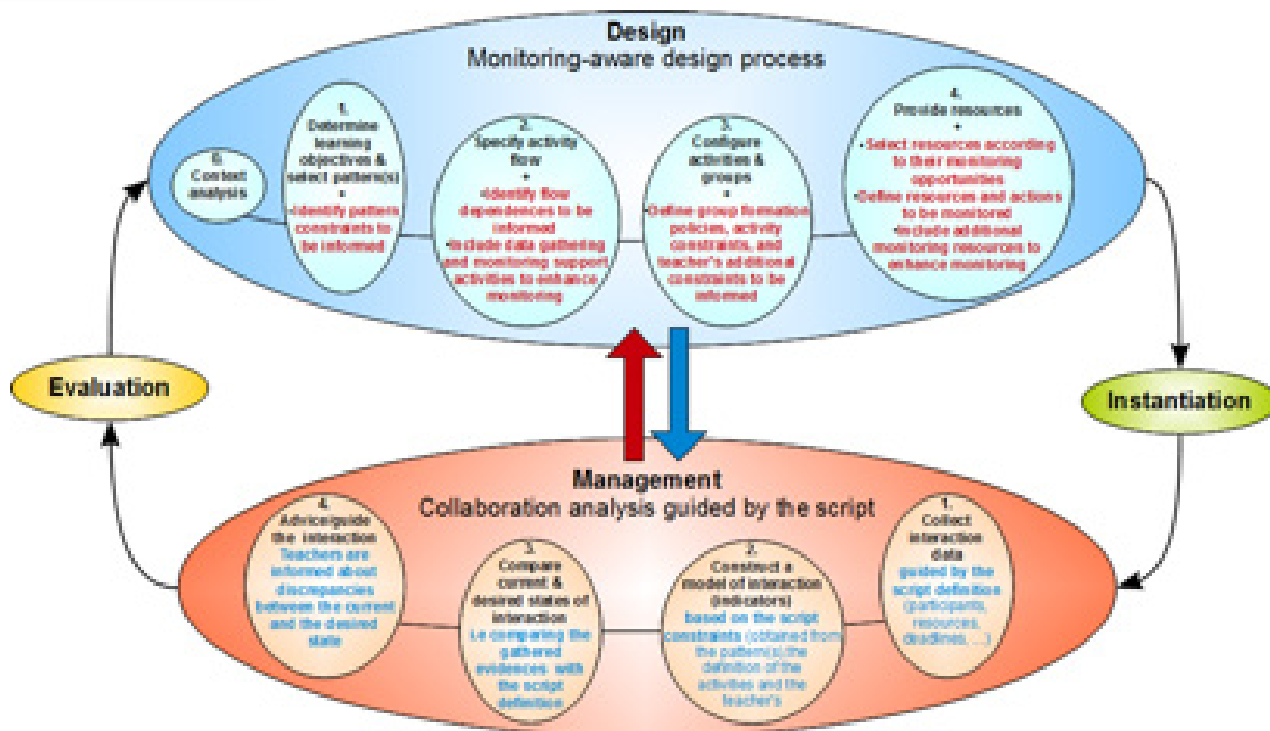 Design
Monitoring-aware design process
0.
Context
analysis
1.
Determine
learning
objectives &
select pattern(s)
+
•Identify pattern
constraints to
be informed
2.
Specify activity
flow
+
•Identify flow
dependences to be
informed
•Include data gathering
and monitoring support
activities to enhance
monitoring
3.
Configure
activities &
groups
+
•Define group formation
policies, activity
constraints, and
teacher's additional
constraints to be
informed
4.
Provide resources
+
•Select resources according
to their monitoring
opportunities
•Define resources and actions
to be monitored
•Include additional
monitoring resources to
enhance monitoring
Evaluation
Instantiation
Management
Collaboration analysis guided by the script
4.
Advice/guide
the interaction
Teachers are
informed about
discrepancies
between the current
and the desired
state
3.
Compare
current &
desired states of
interaction
i.e comparing the
gathered
evidences with
the script
definition
2.
Construct a
model of interaction
(indicators)
based on the script
constraints (obtained from
the pattern(s),the
definition of the
activities and the
teacher's
1.
Collect
interaction
data
guided by the
script definition
(participants,
resources,
deadlines, ...)